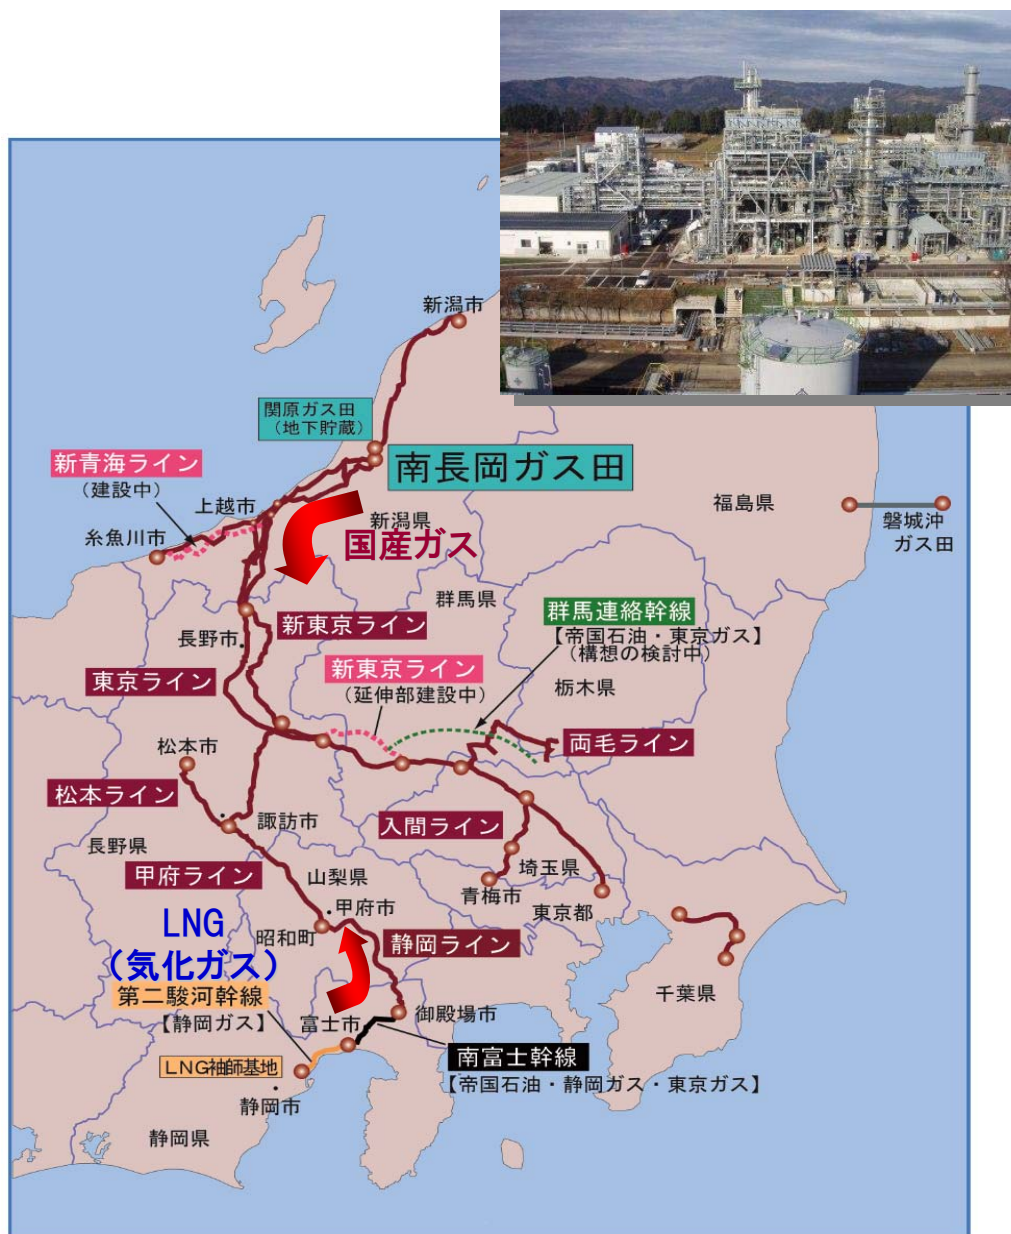 新潟市
関原ガス田
(地下貯蔵)
南長岡ガス田
新青海ライン
(建設中)
上越市
糸魚川市
新潟県
国産ガス
福島県
磐城沖
ガス田
群馬県
群馬連絡幹線
【帝国石油・東京ガス】
(構想の検討中)
長野市
新東京ライン
新東京ライン
(延伸部建設中)
東京ライン
栃木県
両毛ライン
松本市
松本ライン
諏訪市
入間ライン
長野県
甲府ライン
山梨県
埼玉県
青梅市
東京都
甲府市
昭和町
静岡ライン
LNG
(気化ガス)
千葉県
第二駿河幹線
【静岡ガス】
富士市
御殿場市
南富士幹線
【帝国石油・静岡ガス・東京ガス】
LNG袖師基地
静岡市
静岡県